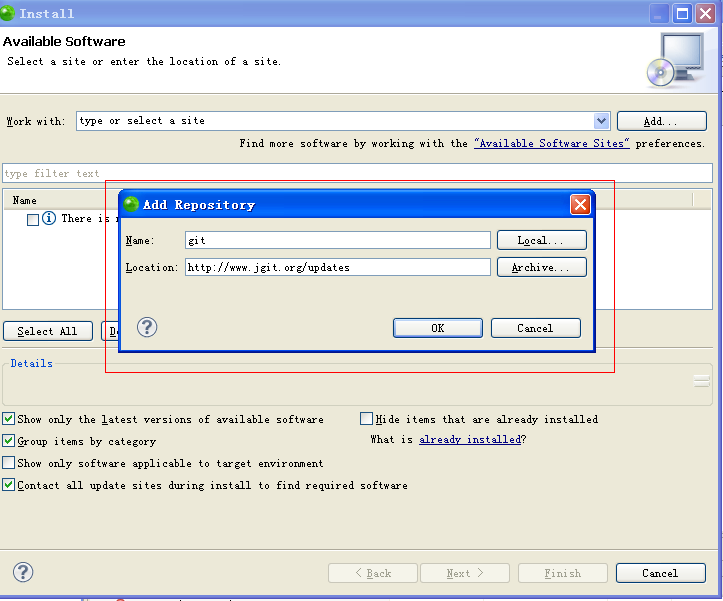 Install
Available Software
Select a site or enter the location of a site.
Work with: type or select a site Add...
Find more software by working with the "Available Software Sites" preferences.
type filter text
Name
There is
Add Repository
Name: git Local...
Location: http://www.jgit.org/updates Archive...
OK Cancel
Select All
Details
Show only the latest versions of available software Hide items that are already installed
Group items by category What is already installed?
Show only software applicable to target environment
Contact all update sites during install to find required software
< Back Next > Finish Cancel